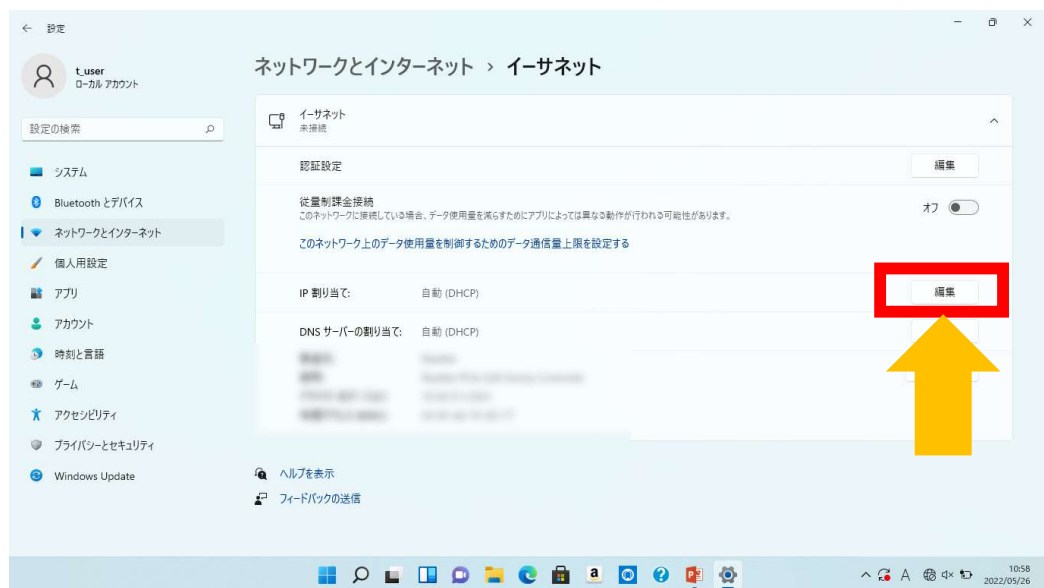 設定
t_user
ローカル アカウント
設定の検索
システム
Bluetooth とデバイス
ネットワークとインターネット
個人用設定
アプリ
アカウント
時刻と言語
ゲーム
アクセシビリティ
プライバシーとセキュリティ
Windows Update
ネットワークとインターネット › イーサネット
イーサネット
未接続
認証設定 編集
従量制課金接続 オフ
このネットワークに接続している場合、データ使用量を減らすためにアプリによっては異なる動作が行われる可能性があります。
このネットワーク上のデータ使用量を制御するためのデータ通信量上限を設定する
IP 割り当て: 自動 (DHCP) 編集
DNS サーバーの割り当て: 自動 (DHCP)
ヘルプを表示
フィードバックの送信
a
A
10:58
2022/05/26